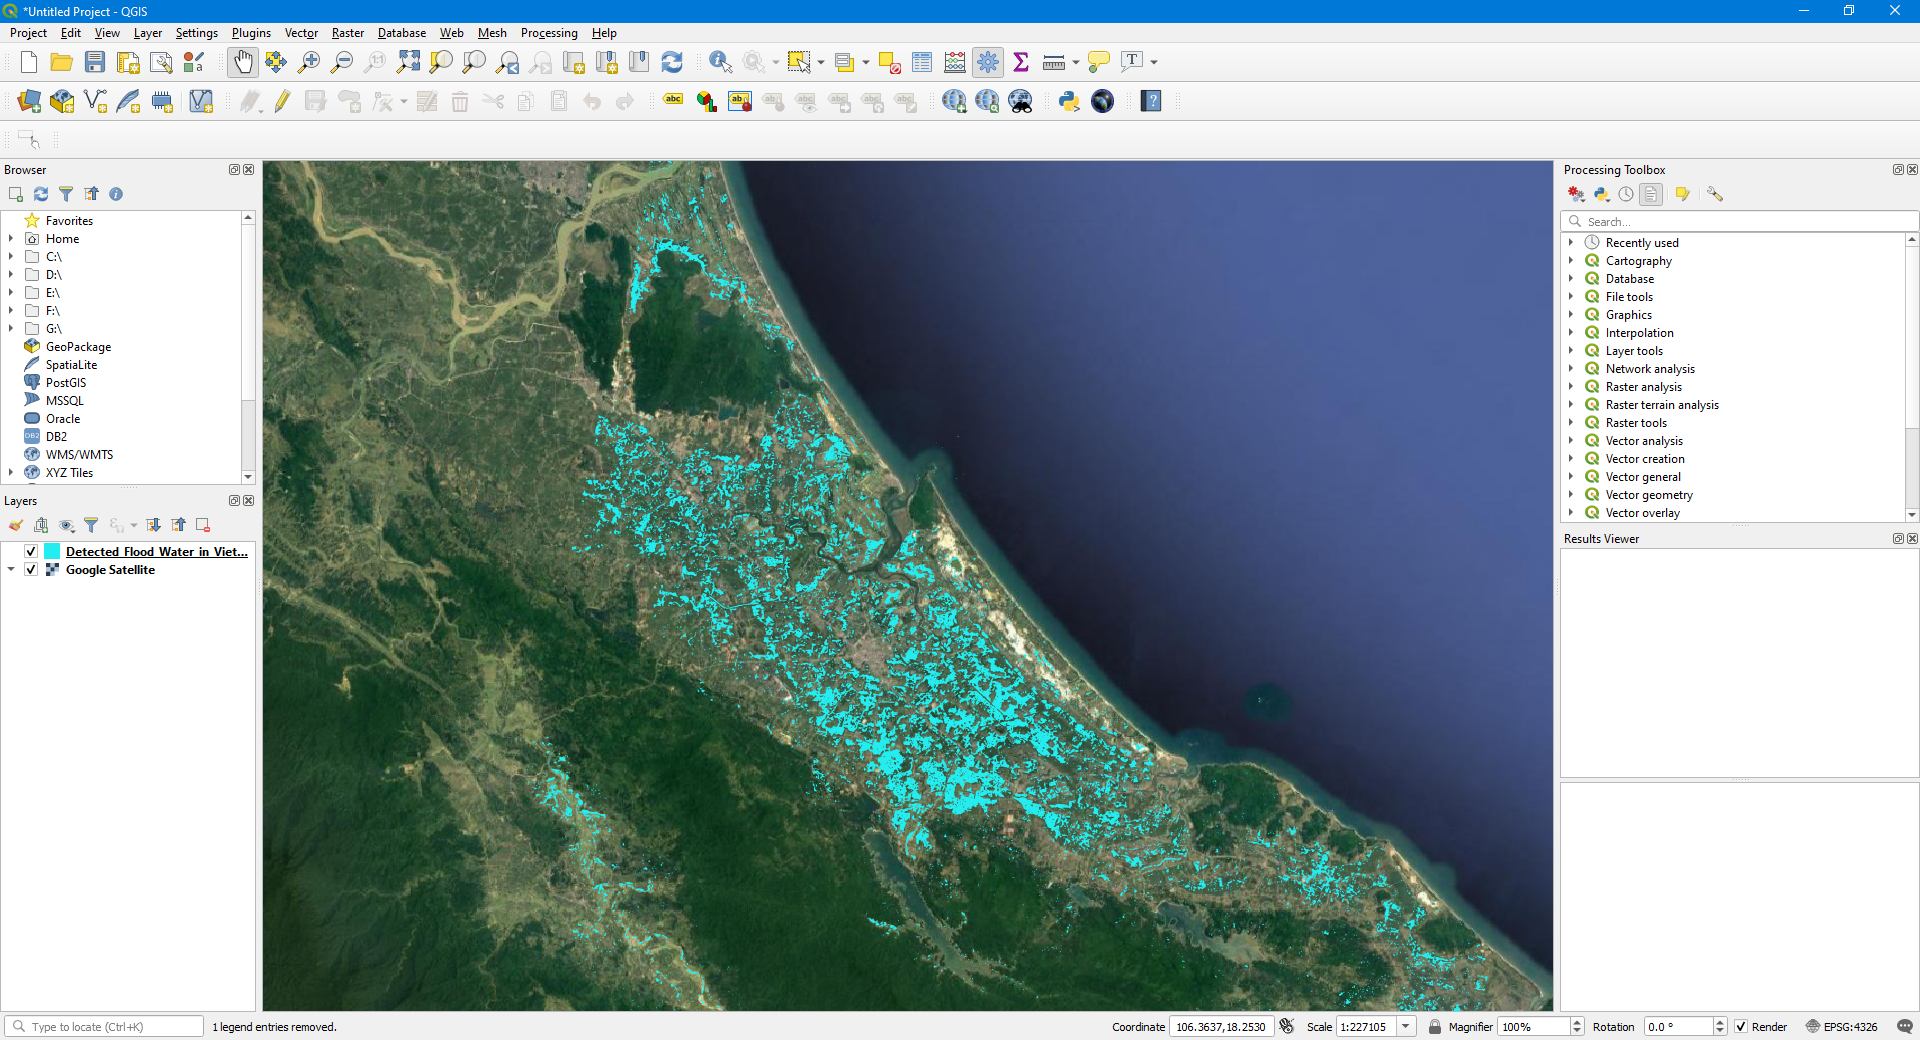 *Untitled Project - QGIS
Project Edit View Layer Settings Plugins Vector Raster Database Web Mesh Processing Help
Browser
Favorites
Home
C:\
D:\
E:\
F:\
G:\
GeoPackage
SpatiaLite
PostGIS
MSSQL
Oracle
DB2
WMS/WMTS
XYZ Tiles
Layers
Detected Flood Water in Viet...
Google Satellite
Processing Toolbox
Search...
Recently used
Cartography
Database
File tools
Graphics
Interpolation
Layer tools
Network analysis
Raster analysis
Raster terrain analysis
Raster tools
Vector analysis
Vector creation
Vector general
Vector geometry
Vector overlay
Results Viewer
Type to locate (Ctrl+K) 1 legend entries removed. Coordinate 106.3637,18.2530 Scale 1:227105 Magnifier 100% Rotation 0.0 ° Render EPSG:4326